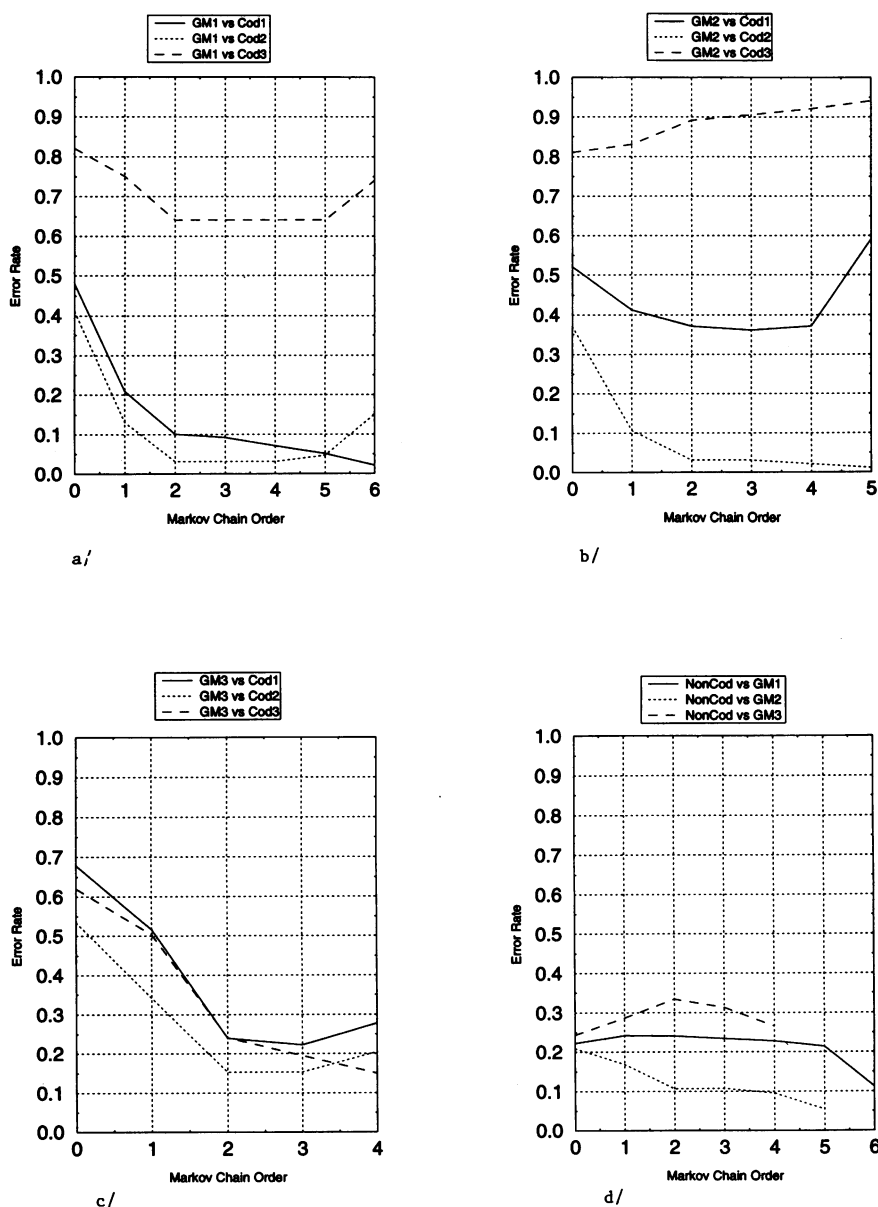 GM1 vs Cod1
GM1 vs Cod2
GM1 vs Cod3
1.0
0.9
0.8
0.7
0.6
0.5
0.4
0.3
0.2
0.1
0.0
Error Rate
0 1 2 3 4 5 6
Markov Chain Order
a/
GM2 vs Cod1
GM2 vs Cod2
GM2 vs Cod3
1.0
0.9
0.8
0.7
0.6
0.5
0.4
0.3
0.2
0.1
0.0
Error Rate
0 1 2 3 4 5
Markov Chain Order
b/
GM3 vs Cod1
GM3 vs Cod2
GM3 vs Cod3
1.0
0.9
0.8
0.7
0.6
0.5
0.4
0.3
0.2
0.1
0.0
Error Rate
0 1 2 3 4
Markov Chain Order
c/
NonCod vs GM1
NonCod vs GM2
NonCod vs GM3
1.0
0.9
0.8
0.7
0.6
0.5
0.4
0.3
0.2
0.1
0.0
Error Rate
0 1 2 3 4 5 6
Markov Chain Order
d/